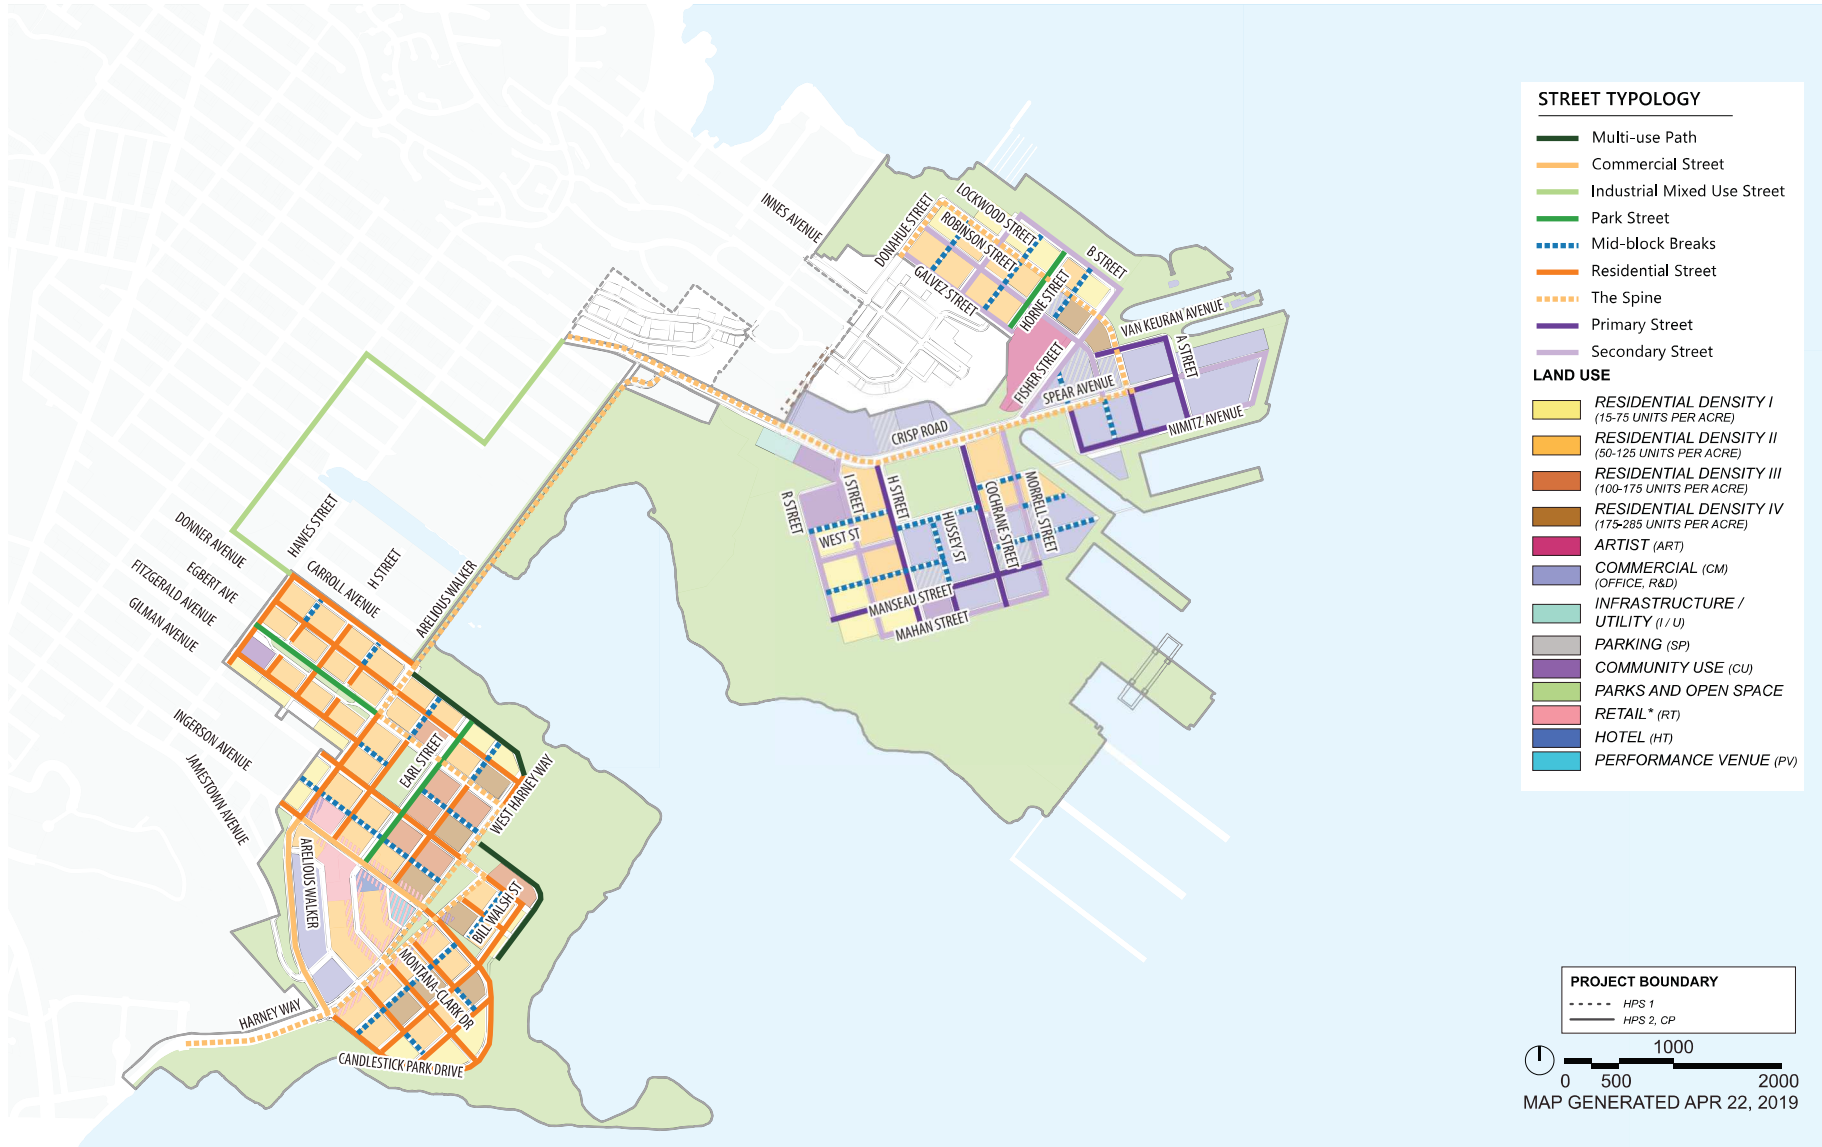 INNES AVENUE
DONAHUE STREET
LOCKWOOD STREET
ROBINSON STREET
GALVEZ STREET
HORNE STREET
B STREET
VAN KEURAN AVENUE
A STREET
FISHER STREET
SPEAR AVENUE
NIMITZ AVENUE
CRISP ROAD
R STREET
I STREET
H STREET
WEST ST
HUSSEY ST
COCHRANE STREET
MORRELL STREET
MANSEAU STREET
MAHAN STREET
DONNER AVENUE
HAWES STREET
EGBERT AVE
FITZGERALD AVENUE
GILMAN AVENUE
CARROLL AVENUE
H STREET
ARELIOUS WALKER
INGERSON AVENUE
JAMESTOWN AVENUE
EARL STREET
WEST HARNEY WAY
ARELIOUS WALKER
BILL WALSH ST
MONTANA-CLARK DR
HARNEY WAY
CANDLESTICK PARK DRIVE
STREET TYPOLOGY
Multi-use Path
Commercial Street
Industrial Mixed Use Street
Park Street
Mid-block Breaks
Residential Street
The Spine
Primary Street
Secondary Street
LAND USE
RESIDENTIAL DENSITY I
(15-75 UNITS PER ACRE)
RESIDENTIAL DENSITY II
(50-125 UNITS PER ACRE)
RESIDENTIAL DENSITY III
(100-175 UNITS PER ACRE)
RESIDENTIAL DENSITY IV
(175-285 UNITS PER ACRE)
ARTIST (ART)
COMMERCIAL (CM)
(OFFICE, R&D)
INFRASTRUCTURE /
UTILITY (I / U)
PARKING (SP)
COMMUNITY USE (CU)
PARKS AND OPEN SPACE
RETAIL* (RT)
HOTEL (HT)
PERFORMANCE VENUE (PV)
PROJECT BOUNDARY
HPS 1
HPS 2, CP
1000
0 500 2000
MAP GENERATED APR 22, 2019